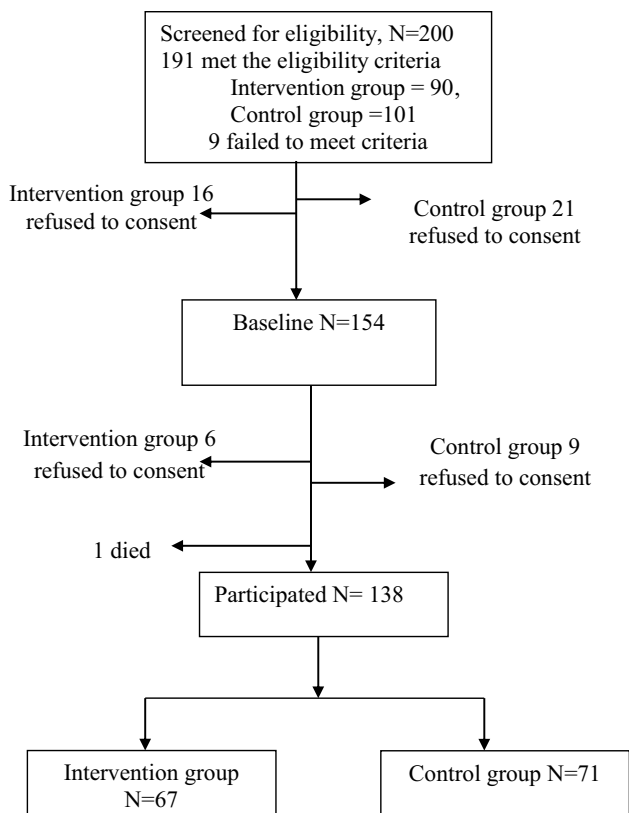 Screened for eligibility, N=200
191 met the eligibility criteria
Intervention group = 90,
Control group =101
9 failed to meet criteria
Intervention group 16
refused to consent
Control group 21
refused to consent
Baseline N=154
Intervention group 6
refused to consent
Control group 9
refused to consent
1 died
Participated N= 138
Intervention group
N=67
Control group N=71